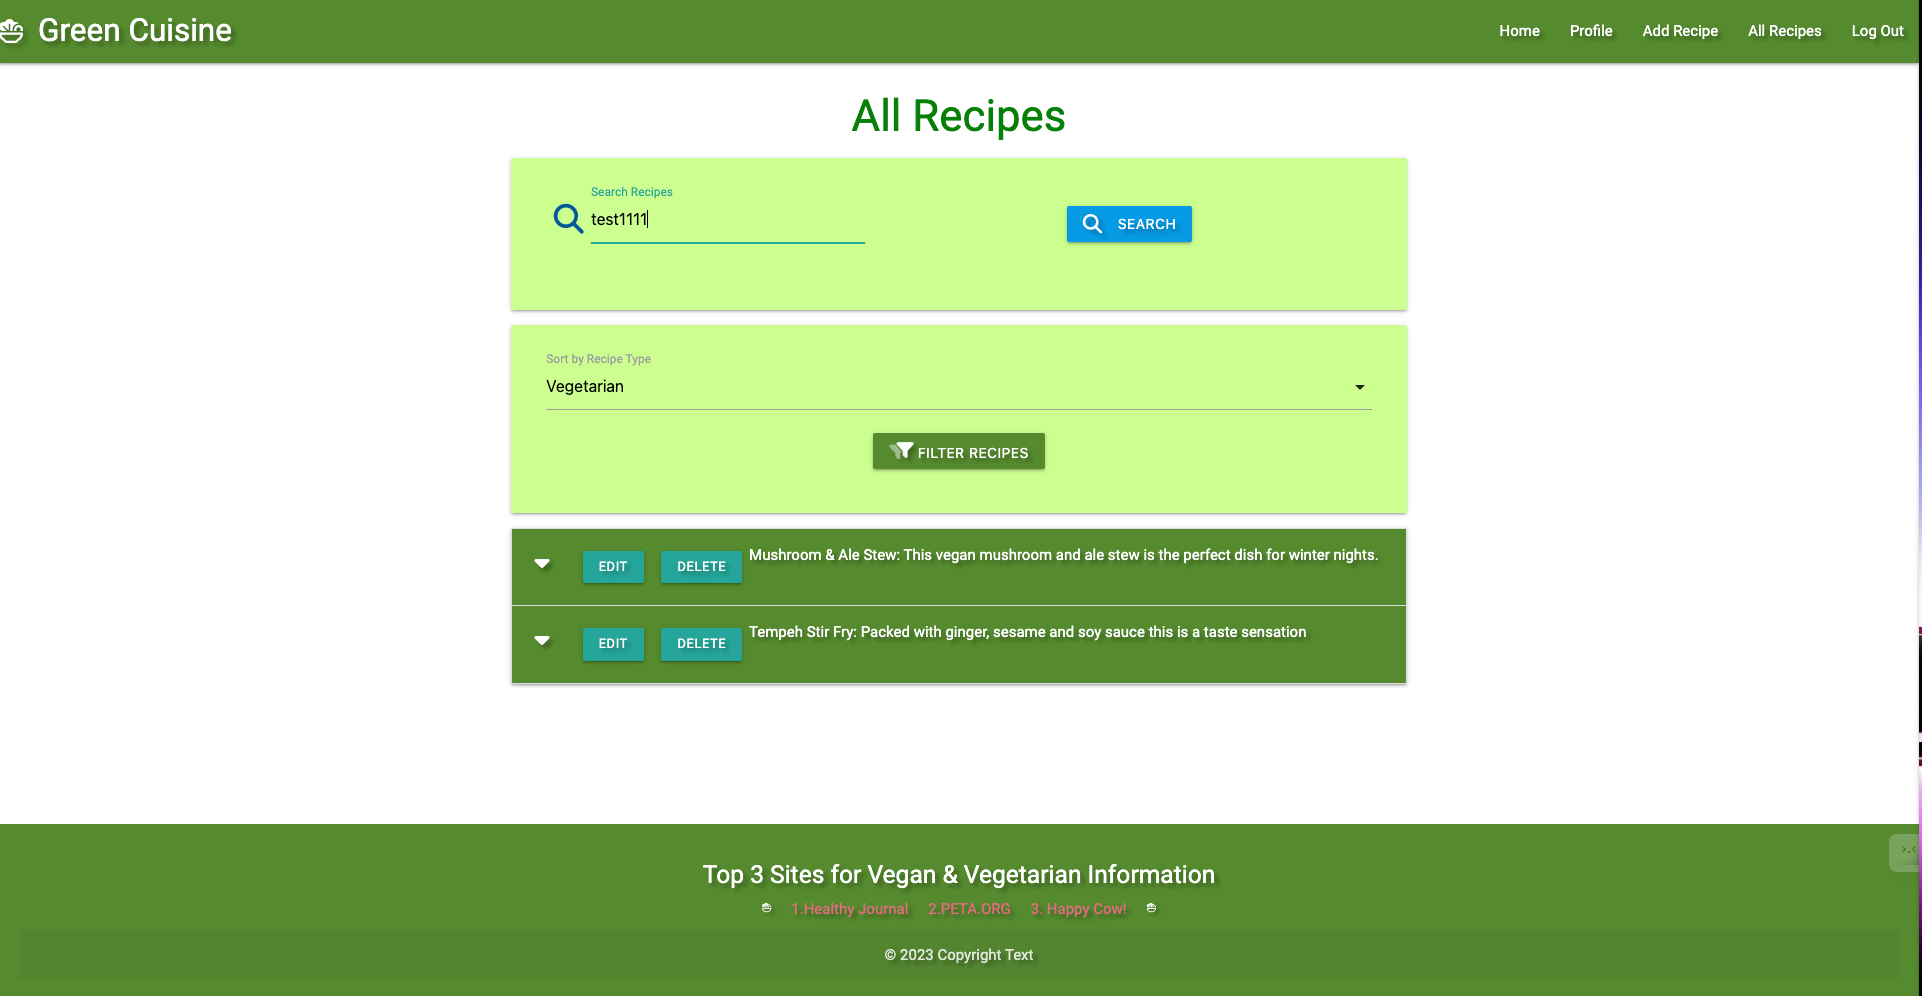 Green Cuisine
Home Profile Add Recipe All Recipes Log Out
All Recipes
Search Recipes
test1111
SEARCH
Sort by Recipe Type
Vegetarian
FILTER RECIPES
EDIT DELETE Mushroom & Ale Stew: This vegan mushroom and ale stew is the perfect dish for winter nights.
EDIT DELETE Tempeh Stir Fry: Packed with ginger, sesame and soy sauce this is a taste sensation
Top 3 Sites for Vegan & Vegetarian Information
1.Healthy Journal 2.PETA.ORG 3. Happy Cow!
© 2023 Copyright Text